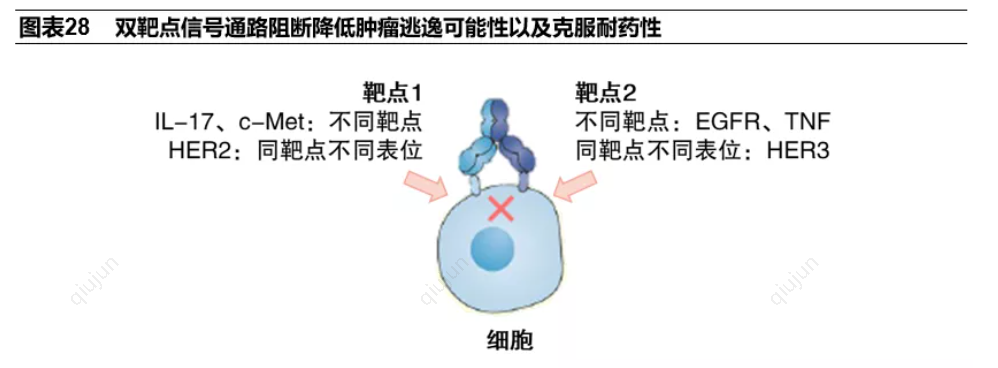 图表28 双靶点信号通路阻断降低肿瘤逃逸可能性以及克服耐药性
靶点1
IL-17、c-Met：不同靶点
HER2：同靶点不同表位
靶点2
不同靶点：EGFR、TNF
同靶点不同表位：HER3
qiujun
qiujun
qiujun
细胞